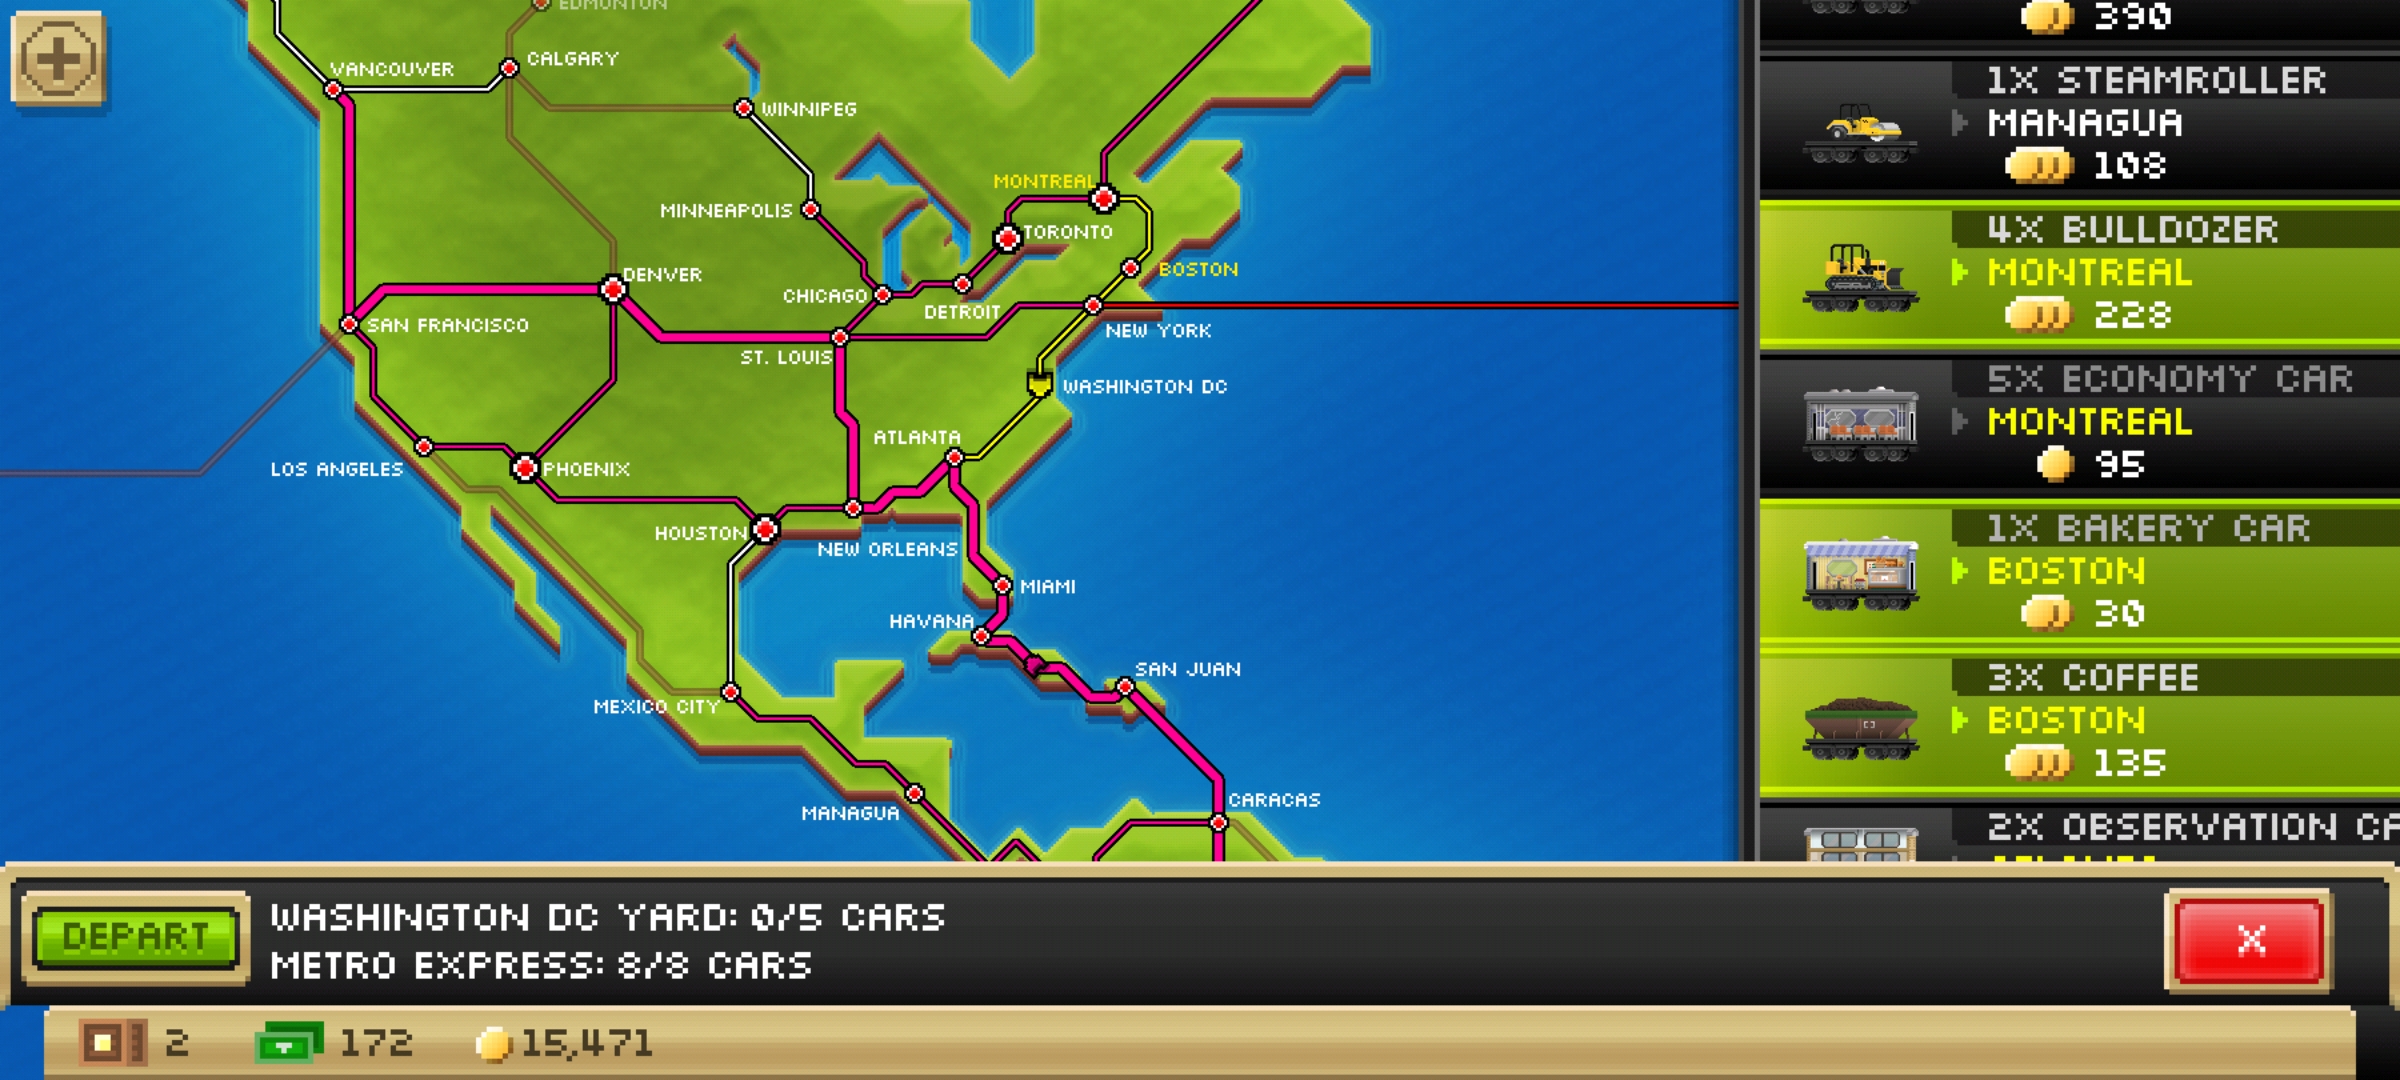 EDMONTON
CALGARY
VANCOUVER
WINNIPEG
MONTREAL
MINNEAPOLIS
TORONTO
BOSTON
DENVER
CHICAGO
DETROIT
SAN FRANCISCO
NEW YORK
ST. LOUIS
WASHINGTON DC
ATLANTA
LOS ANGELES
PHOENIX
HOUSTON
NEW ORLEANS
MIAMI
HAVANA
SAN JUAN
MEXICO CITY
CARACAS
MANAGUA
390
1X STEAMROLLER
MANAGUA
108
4X BULLDOZER
MONTREAL
228
5X ECONOMY CAR
MONTREAL
95
1X BAKERY CAR
BOSTON
30
3X COFFEE
BOSTON
135
2X OBSERVATION
DEPART
WASHINGTON DC YARD: 0/5 CARS
METRO EXPRESS: 8/8 CARS
X
2
172
15,471